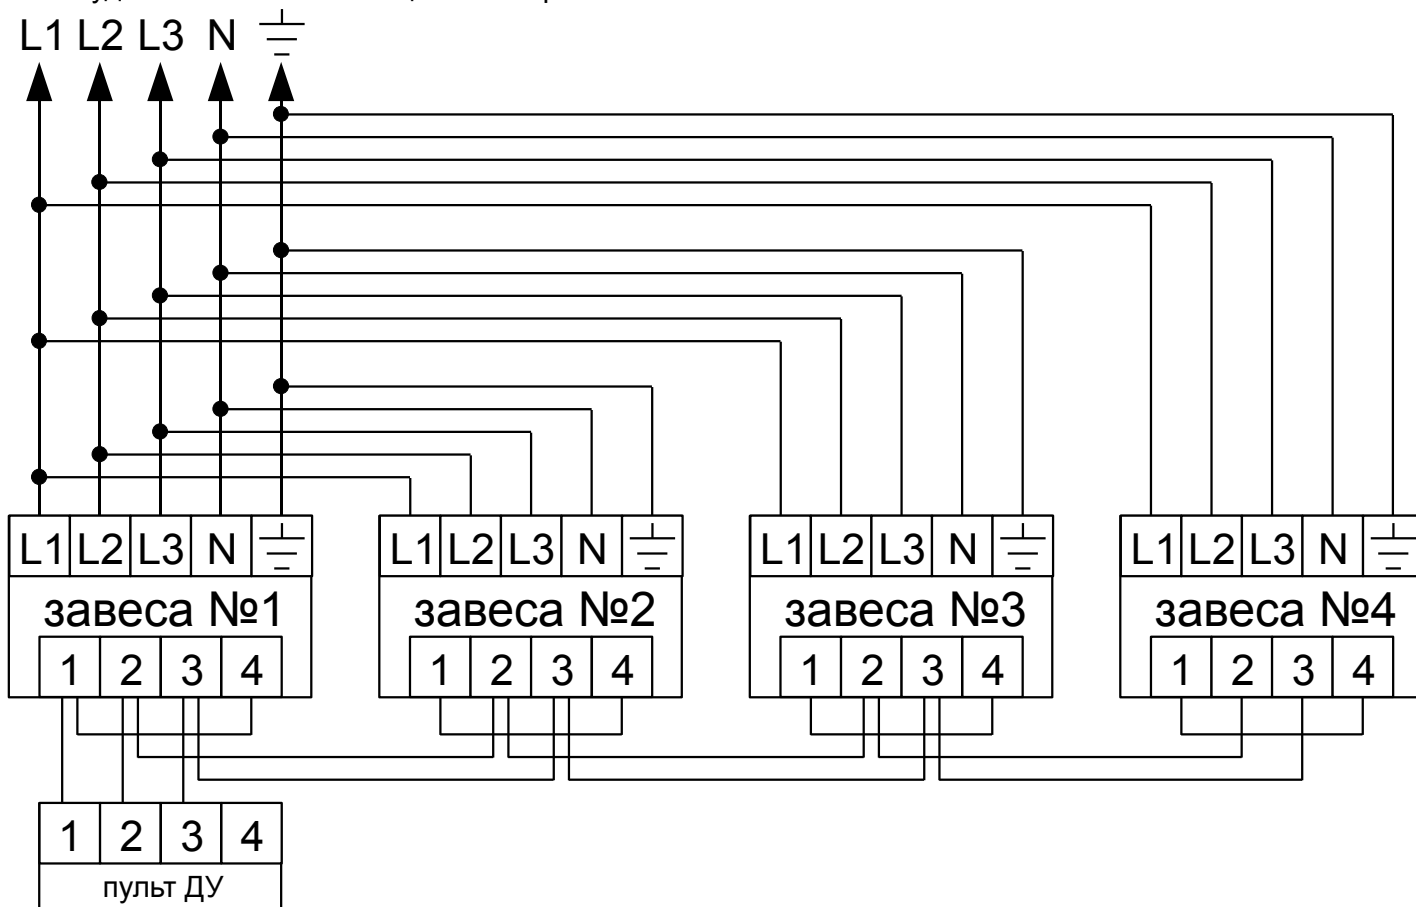 L1 L2 L3 N
L1 L2 L3 N L1 L2 L3 N L1 L2 L3 N L1 L2 L3 N
завеса №1 завеса №2 завеса №3 завеса №4
1 2 3 4 1 2 3 4 1 2 3 4 1 2 3 4
1 2 3 4
пульт ДУ